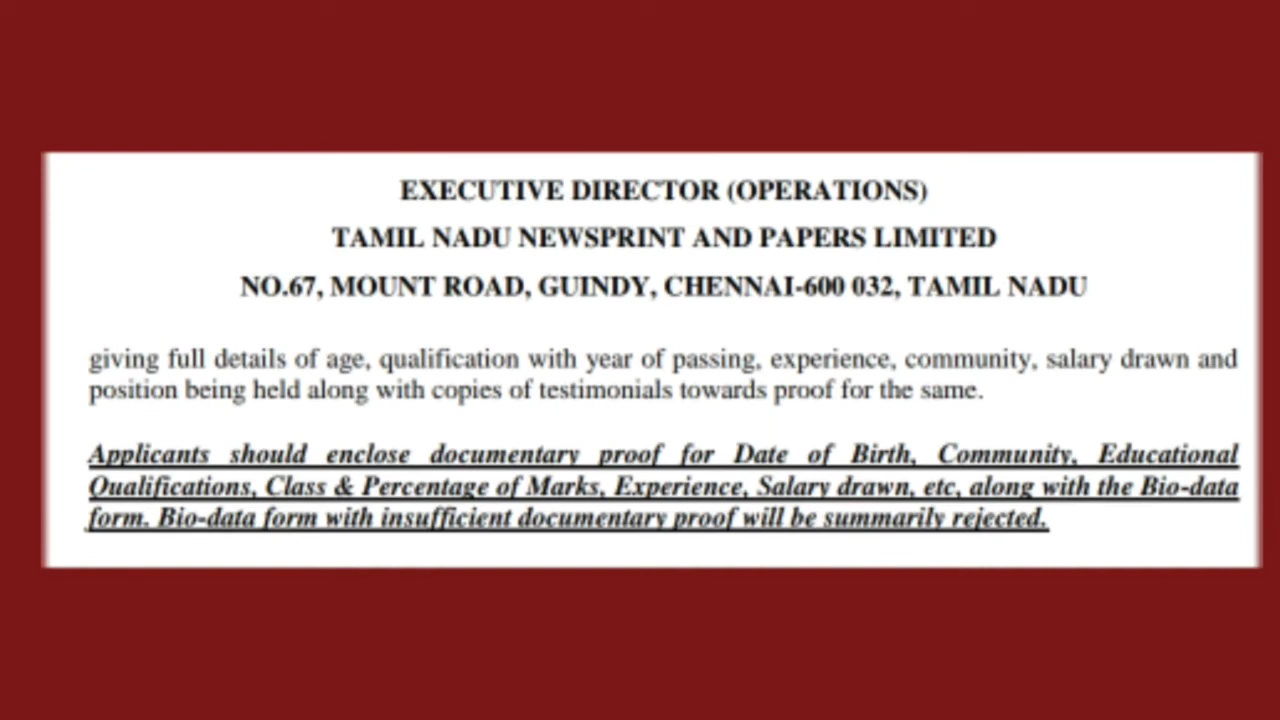 EXECUTIVE DIRECTOR (OPERATIONS)
TAMIL NADU NEWSPRINT AND PAPERS LIMITED
NO.67, MOUNT ROAD, GUINDY, CHENNAI-600 032, TAMIL NADU
giving full details of age, qualification with year of passing, experience, community, salary drawn and
position being held along with copies of testimonials towards proof for the same.
Applicants should enclose documentary proof for Date of Birth, Community, Educational
Qualifications, Class & Percentage of Marks, Experience, Salary drawn, etc, along with the Bio-data
form. Bio-data form with insufficient documentary proof will be summarily rejected.